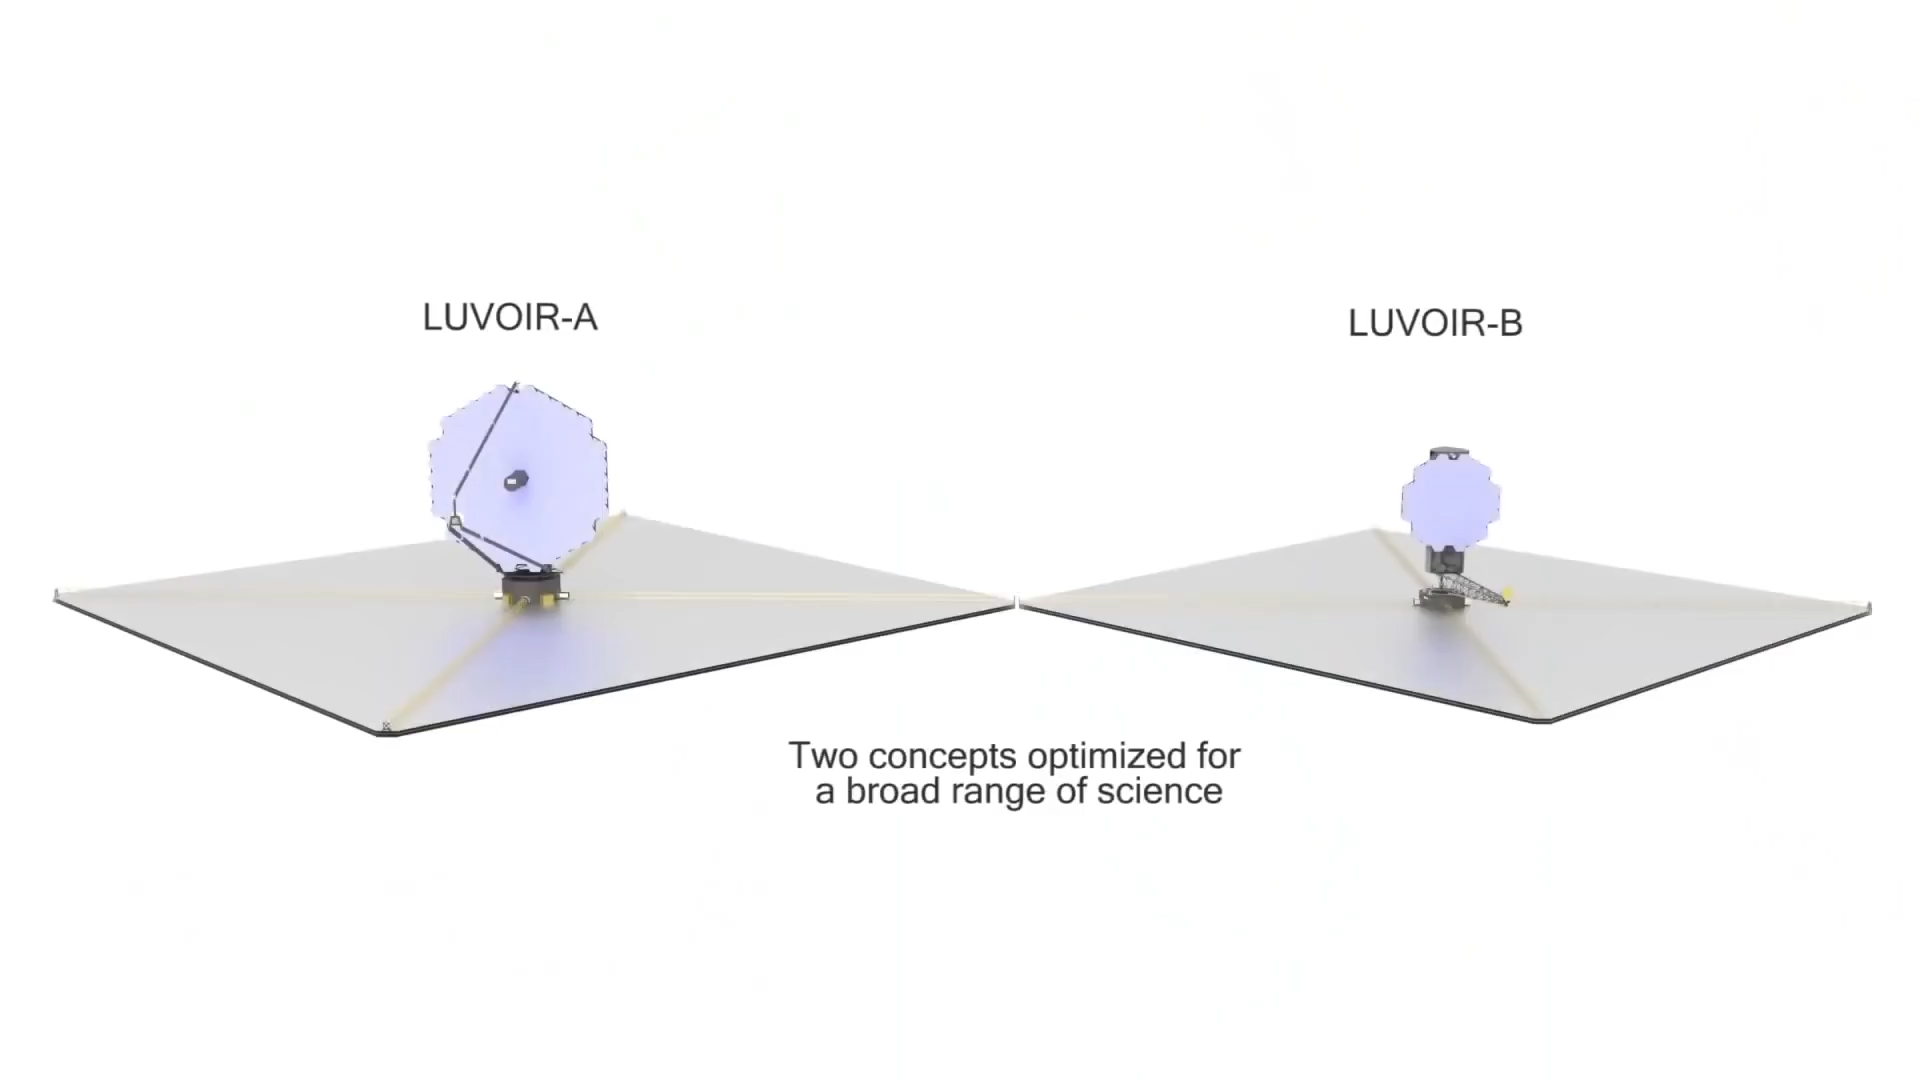 LUVOIR-A
LUVOIR-B
Two concepts optimized for
a broad range of science